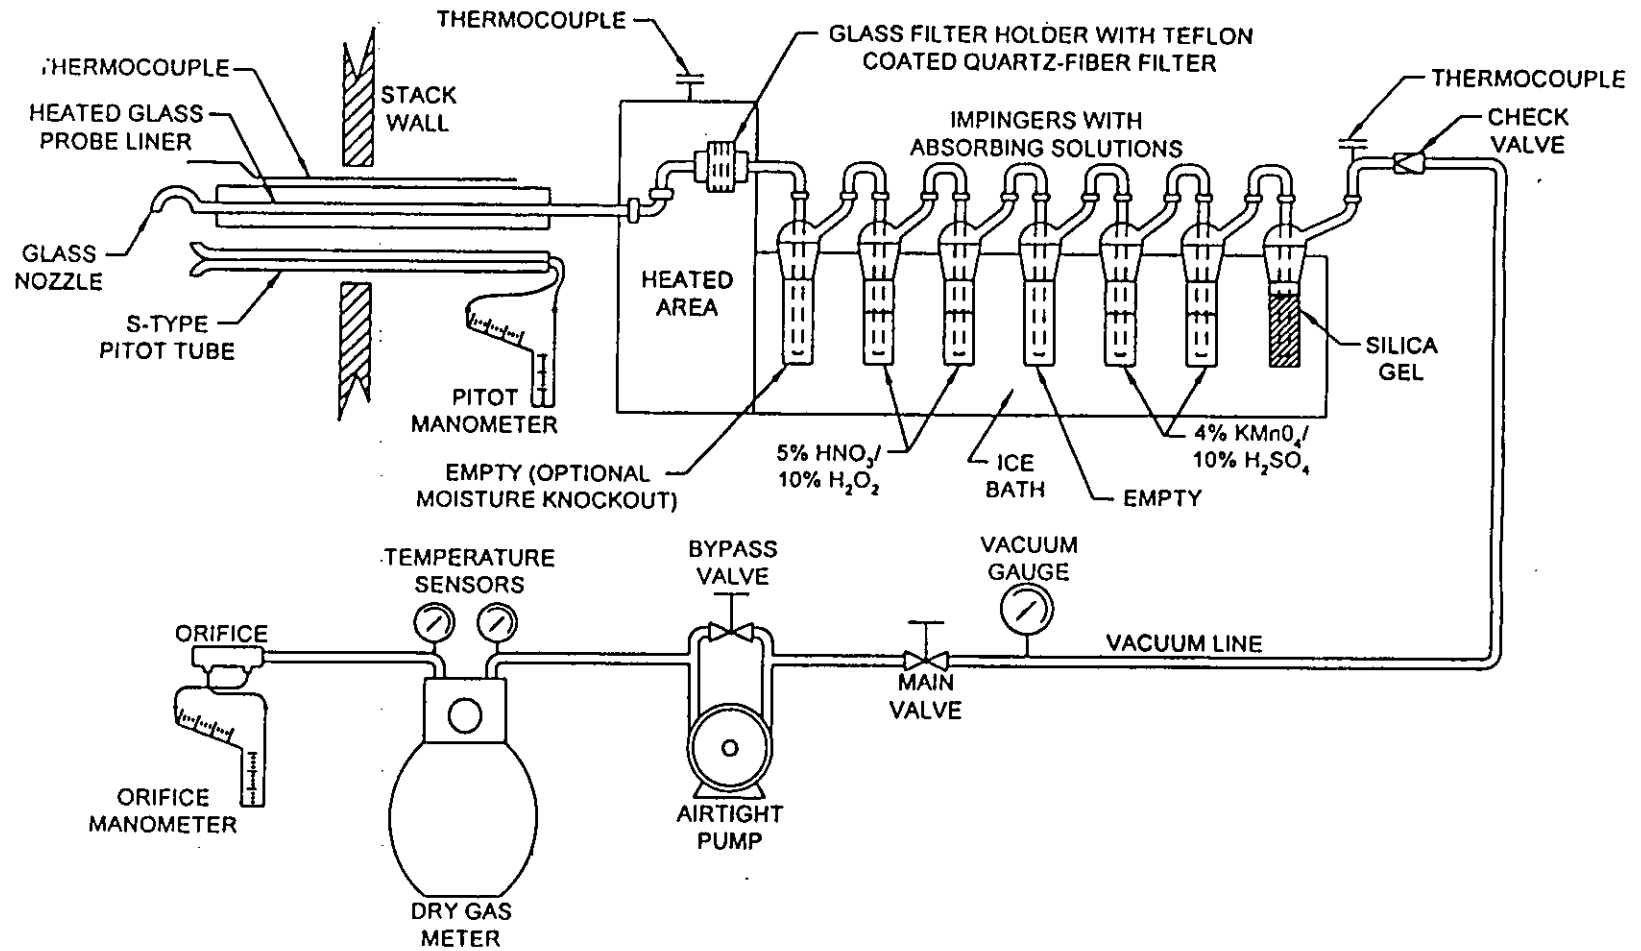 THERMOCOUPLE
GLASS FILTER HOLDER WITH TEFLON
COATED QUARTZ-FIBER FILTER
THERMOCOUPLE
STACK
WALL
HEATED GLASS
PROBE LINER
THERMOCOUPLE
CHECK
VALVE
IMPINGERS WITH
ABSORBING SOLUTIONS
GLASS
NOZZLE
HEATED
AREA
S-TYPE
PITOT TUBE
SILICA
GEL
PITOT
MANOMETER
EMPTY (OPTIONAL
MOISTURE KNOCKOUT)
5% HNO₃/
10% H₂O₂
ICE
BATH
EMPTY
4% KMnO₄/
10% H₂SO₄
TEMPERATURE
SENSORS
BYPASS
VALVE
VACUUM
GAUGE
ORIFICE
VACUUM LINE
MAIN
VALVE
ORIFICE
MANOMETER
AIRTIGHT
PUMP
DRY GAS
METER